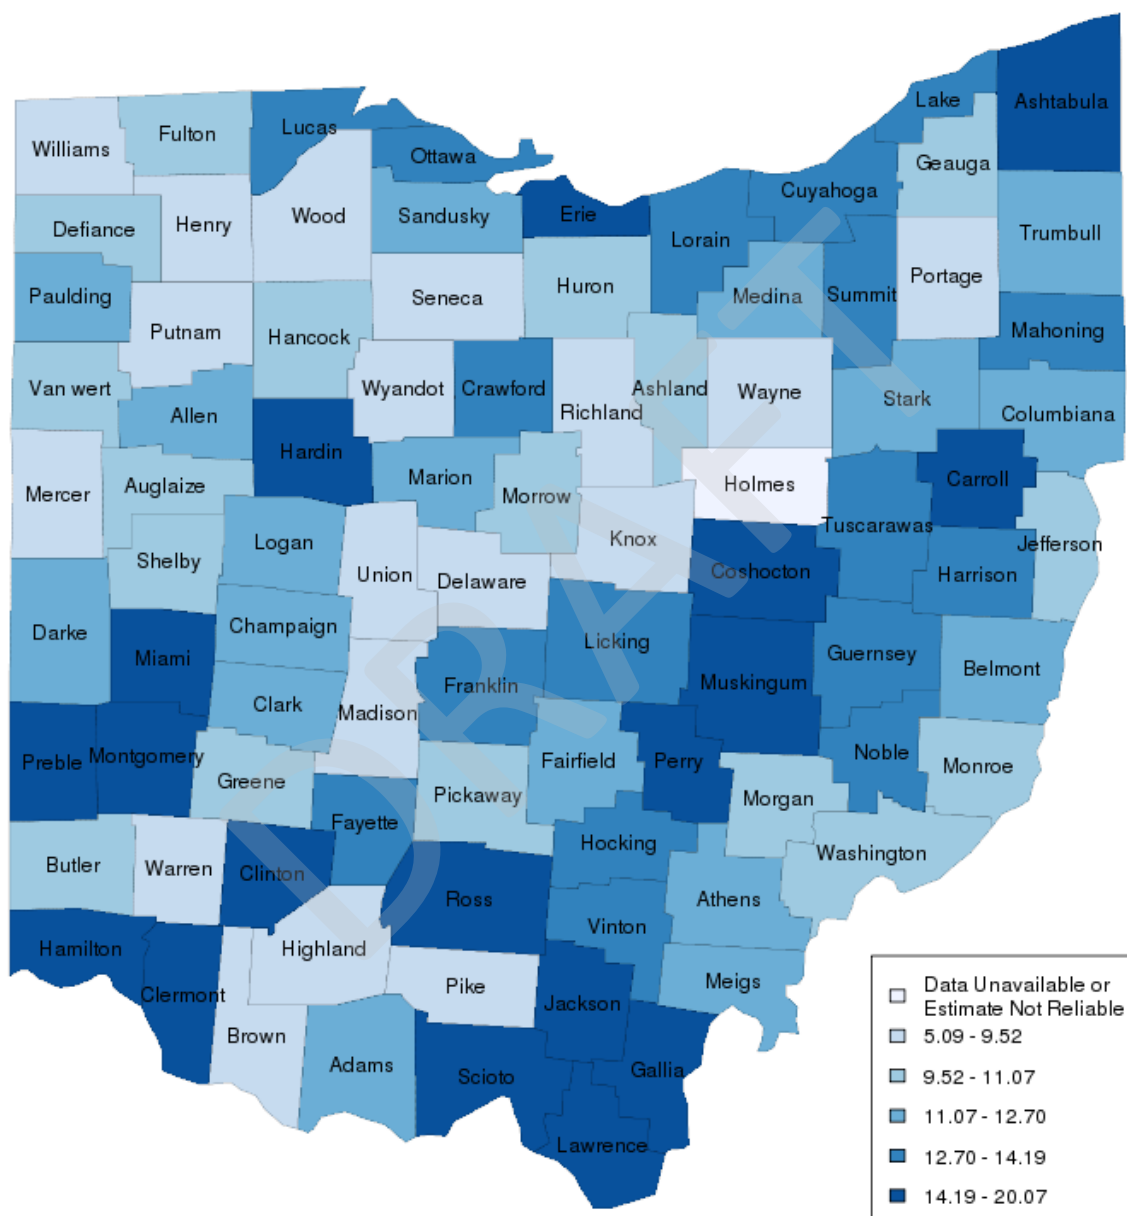 Ashtabula
Lake
Lucas
Fulton
Williams
Ottawa
Geauga
Cuyahoga
Erie
Sandusky
Wood
Henry
Defiance
Trumbull
Lorain
Portage
Huron
Medina
Summit
Seneca
Paulding
Mahoning
Putnam
Hancock
Van wert
Wyandot
Crawford
Ashland
Wayne
Stark
Richland
Allen
Columbiana
Hardin
Marion
Carroll
Holmes
Mercer
Auglaize
Morrow
Tuscarawas
Knox
Logan
Jefferson
Shelby
Union
Delaware
Coshocton
Harrison
Champaign
Darke
Licking
Guernsey
Miami
Belmont
Franklin
Muskingum
Clark
Madison
Noble
Preble
Montgomery
Fairfield
Perry
Monroe
Greene
Pickaway
Morgan
Fayette
Hocking
Washington
Butler
Warren
Clinton
Ross
Athens
Vinton
Hamilton
Highland
Meigs
Pike
Clermont
Jackson
Brown
Adams
Scioto
Gallia
Lawrence
DRAFT
Data Unavailable or
Estimate Not Reliable
5.09 - 9.52
9.52 - 11.07
11.07 - 12.70
12.70 - 14.19
14.19 - 20.07